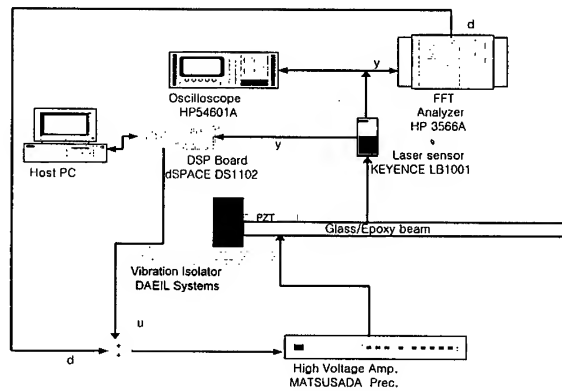 d
y
Oscilloscope
HP54601A
FFT
Analyzer
HP 3566A
y
Host PC
DSP Board
dSPACE DS1102
Laser sensor
KEYENCE LB1001
PZT
Glass/Epoxy beam
Vibration Isolator
DAEIL Systems
u
d
High Voltage Amp.
MATSUSADA Prec.